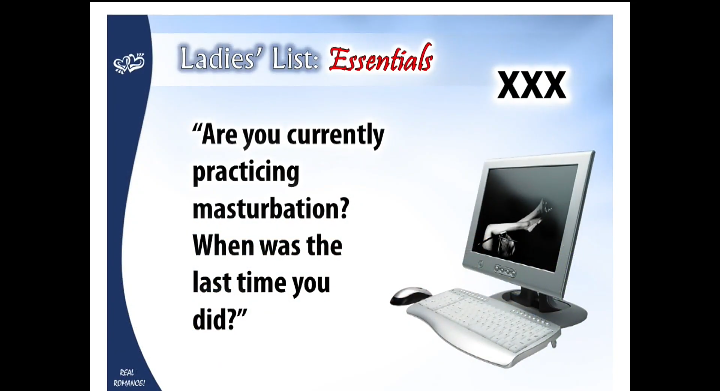 Ladies' List: Essentials
XXX
“Are you currently
practicing
masturbation?
When was the
last time you
did?”
REAL
ROMANCE!